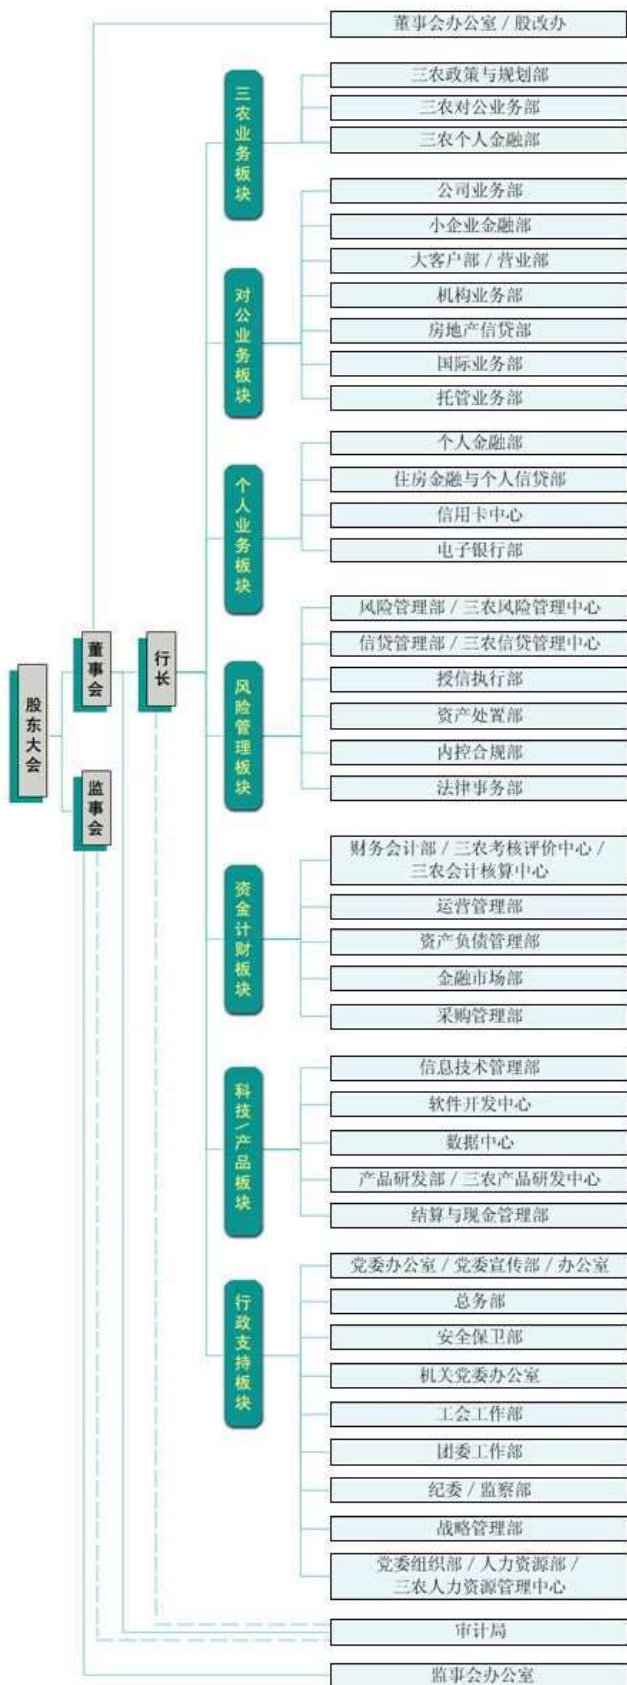 股东大会
董事会
监事会
行长
董事会办公室 / 股改办
三农业务板块
三农政策与规划部
三农对公业务部
三农个人金融部
对公业务板块
公司业务部
小企业金融部
大客户部 / 营业部
机构业务部
房地产信贷部
国际业务部
托管业务部
个人业务板块
个人金融部
住房金融与个人信贷部
信用卡中心
电子银行部
风险管理板块
风险管理部 / 三农风险管理中心
信贷管理部 / 三农信贷管理中心
授信执行部
资产处置部
内控合规部
法律事务部
资金计财板块
财务会计部 / 三农考核评价中心 /
三农会计核算中心
运营管理部
资产负债管理部
金融市场部
采购管理部
科技/产品板块
信息技术管理部
软件开发中心
数据中心
产品研发部 / 三农产品研发中心
结算与现金管理部
行政支持板块
党委办公室 / 党委宣传部 / 办公室
总务部
安全保卫部
机关党委办公室
工会工作部
团委工作部
纪委 / 监察部
战略管理部
党委组织部 / 人力资源部 /
三农人力资源管理中心
审计局
监事会办公室